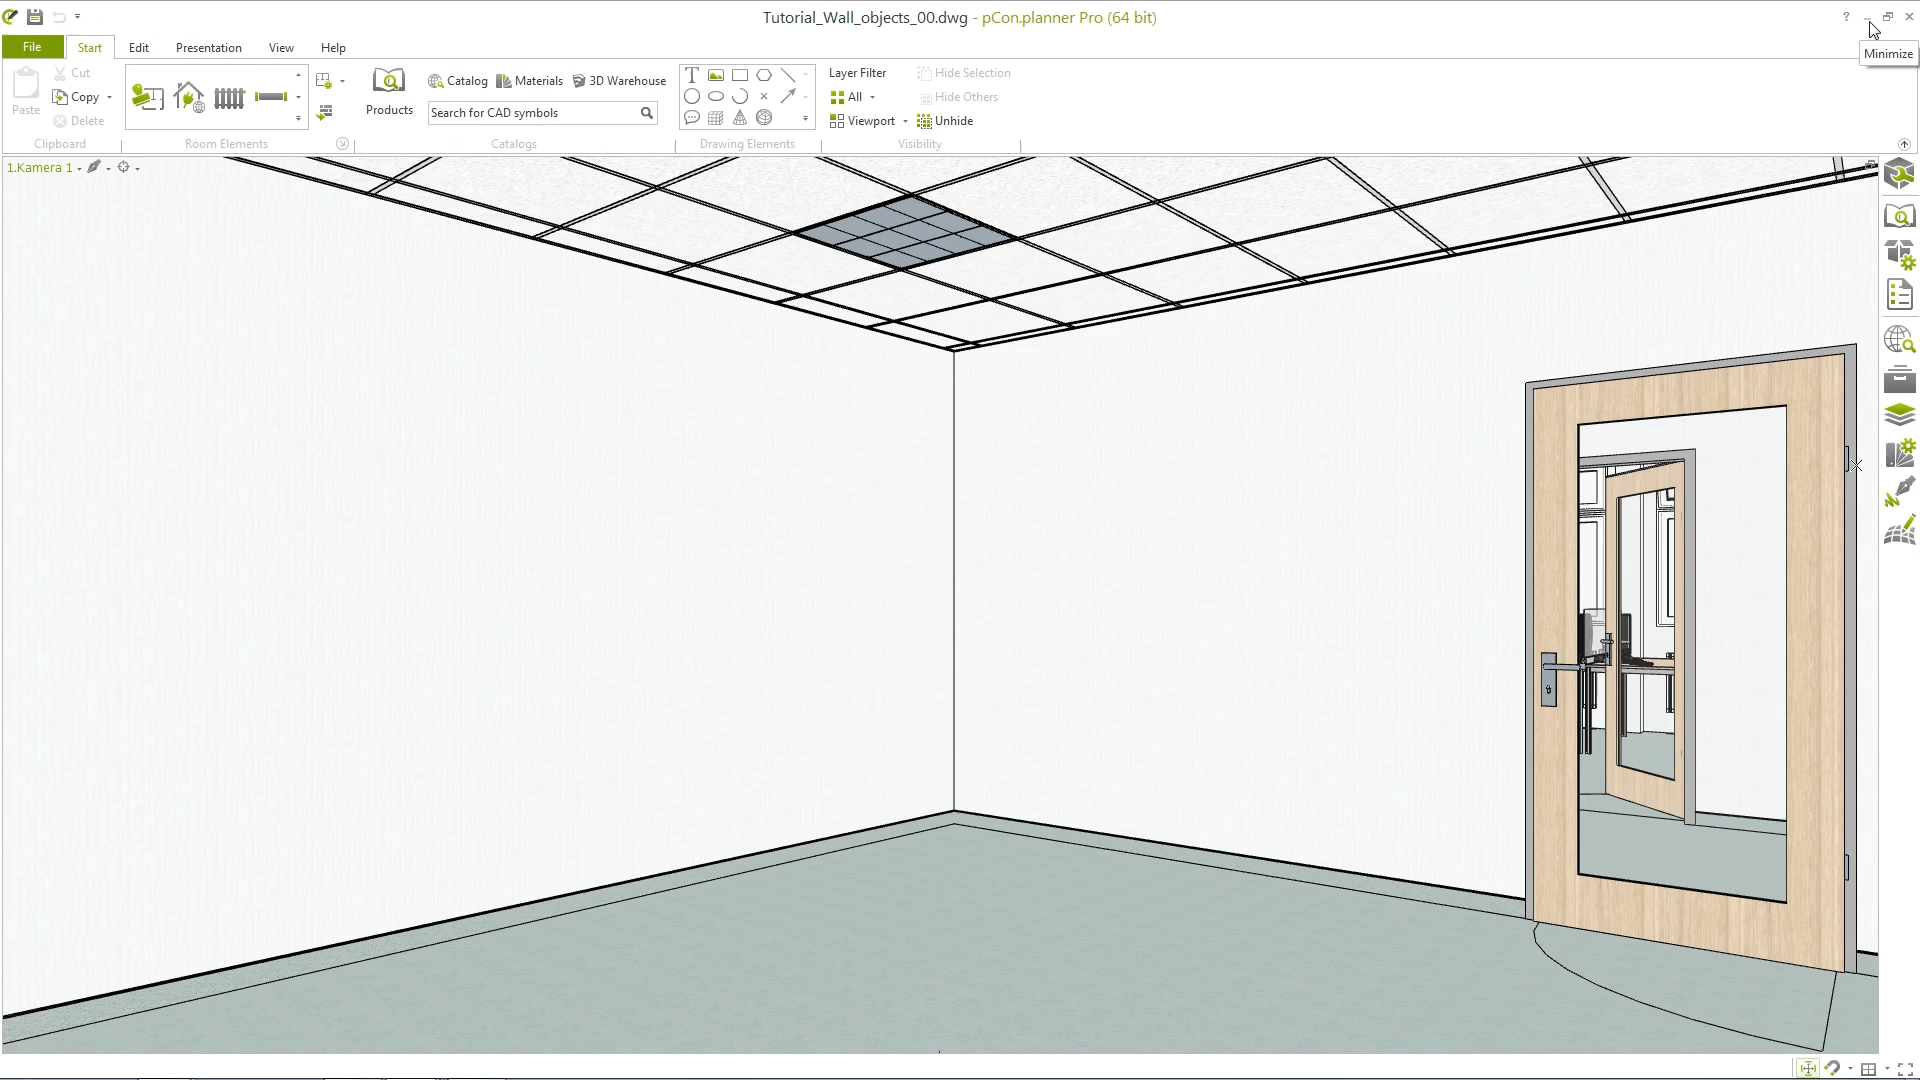 Tutorial_Wall_objects_00.dwg - pCon.planner Pro (64 bit)
?
Minimize
File Start Edit Presentation View Help
Paste
Cut
Copy
Delete
Clipboard
Room Elements
Products
Catalog Materials 3D Warehouse
Search for CAD symbols
Catalogs
Drawing Elements
Layer Filter
All
Viewport
Hide Selection
Hide Others
Unhide
Visibility
1.Kamera 1